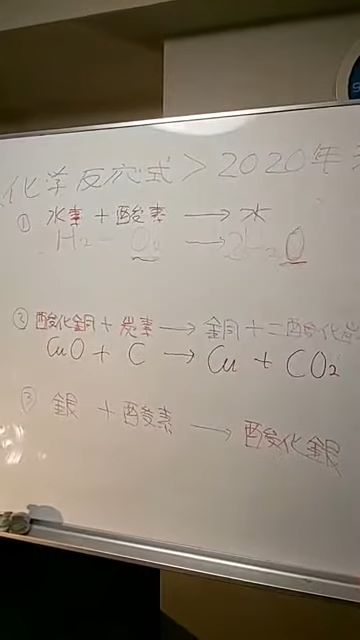 化学反応式＞2020年
① 水素 + 酸素 → 水
H₂ O₂ → 2H₂O
② 酸化銅 + 炭素 → 銅 + 二酸化炭
CuO + C → Cu + CO₂
③ 銀 + 酸素 → 酸化銀